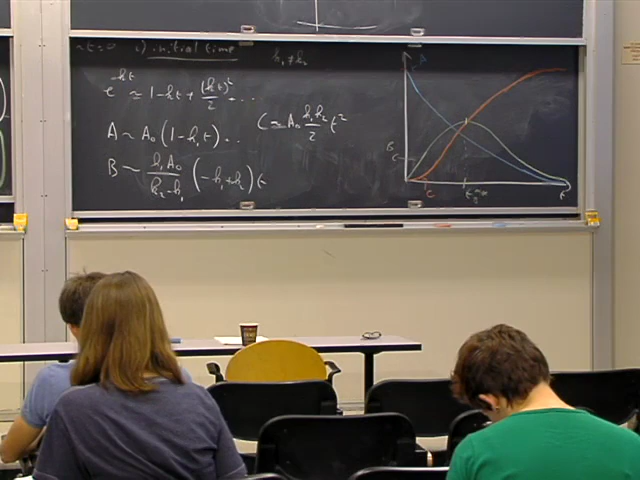 t=0 1) initial time k₁≠k₂
e^-kt ≃ 1-kt + (kt)²/2 ....
A ~ A₀(1-k₁t)..
C ≃ A₀ k₁k₂/2 t²
B ~ k₁A₀/(k₂-k₁) (-k₁+k₂)t
A
B
C
C
t